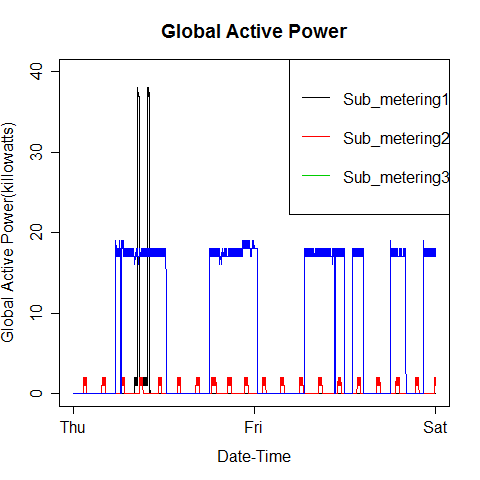 Global Active Power
Global Active Power(killowatts)
40
30
20
10
0
Sub_metering1
Sub_metering2
Sub_metering3
Thu Fri Sat
Date-Time